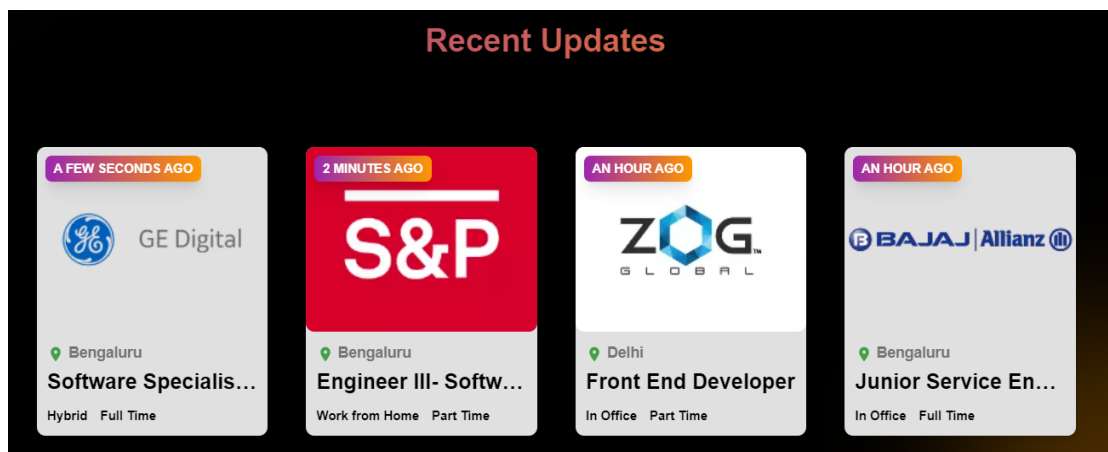 Recent Updates
A FEW SECONDS AGO
GE Digital
Bengaluru
Software Specialis...
Hybrid Full Time
2 MINUTES AGO
S&P
Bengaluru
Engineer III- Softw...
Work from Home Part Time
AN HOUR AGO
ZOG™
GLOBAL
Delhi
Front End Developer
In Office Part Time
AN HOUR AGO
BAJAJ | Allianz
Bengaluru
Junior Service En...
In Office Full Time